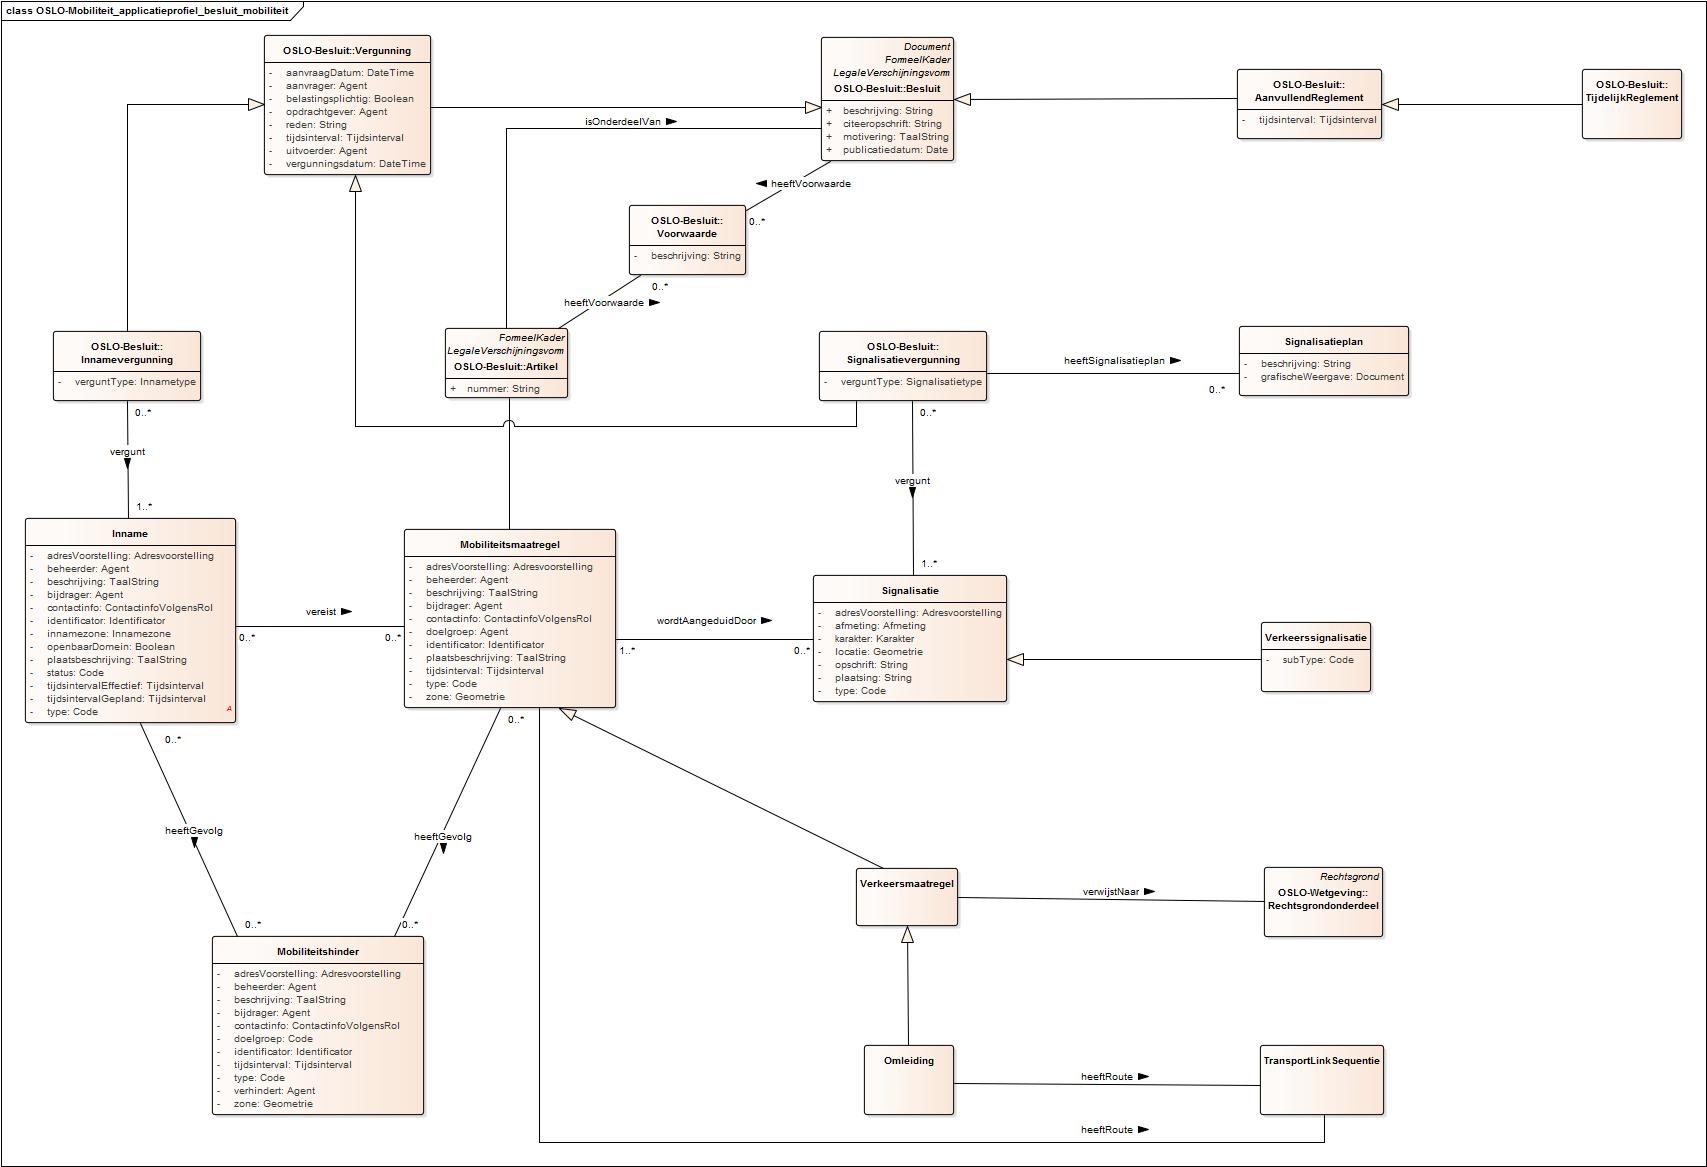 class OSLO-Mobiliteit_applicatieprofiel_besluit_mobiliteit
OSLO-Besluit::Vergunning
- aanvraagDatum: DateTime
- aanvrager: Agent
- belastingsplichtig: Boolean
- opdrachtgever: Agent
- reden: String
- tijdsinterval: Tijdsinterval
- uitvoerder: Agent
- vergunningsdatum: DateTime
Document
FormeelKader
LegaleVerschijningsvorm
OSLO-Besluit::Besluit
+ beschrijving: String
+ citeeropschrift: String
+ motivering: TaalString
+ publicatiedatum: Date
OSLO-Besluit::
AanvullendReglement
- tijdsinterval: Tijdsinterval
OSLO-Besluit::
TijdelijkReglement
isOnderdeelVan
heeftVoorwaarde
0..*
OSLO-Besluit::
Voorwaarde
- beschrijving: String
0..*
heeftVoorwaarde
OSLO-Besluit::
Innamevergunning
- verguntType: Innametype
FormeelKader
LegaleVerschijningsvorm
OSLO-Besluit::Artikel
+ nummer: String
OSLO-Besluit::
Signalisatievergunning
- verguntType: Signalisatietype
heeftSignalisatieplan
0..*
Signalisatieplan
- beschrijving: String
- grafischeWeergave: Document
0..*
vergunt
1..*
0..*
vergunt
1..*
Inname
- adresVoorstelling: Adresvoorstelling
- beheerder: Agent
- beschrijving: TaalString
- bijdrager: Agent
- contactinfo: ContactinfoVolgensRol
- identificator: Identificator
- innamezone: Innamezone
- openbaarDomein: Boolean
- plaatsbeschrijving: TaalString
- status: Code
- tijdsintervalEffectief: Tijdsinterval
- tijdsintervalGepland: Tijdsinterval
- type: Code
A
vereist
0..*
0..*
Mobiliteitsmaatregel
- adresVoorstelling: Adresvoorstelling
- beheerder: Agent
- beschrijving: TaalString
- bijdrager: Agent
- contactinfo: ContactinfoVolgensRol
- doelgroep: Agent
- identificator: Identificator
- plaatsbeschrijving: TaalString
- tijdsinterval: Tijdsinterval
- type: Code
- zone: Geometrie
wordtAangeduidDoor
1..*
0..*
Signalisatie
- adresVoorstelling: Adresvoorstelling
- afmeting: Afmeting
- karakter: Karakter
- locatie: Geometrie
- opschrift: String
- plaatsing: String
- type: Code
Verkeerssignalisatie
- subType: Code
0..*
heeftGevolg
0..*
0..*
heeftGevolg
0..*
Mobiliteitshinder
- adresVoorstelling: Adresvoorstelling
- beheerder: Agent
- beschrijving: TaalString
- bijdrager: Agent
- contactinfo: ContactinfoVolgensRol
- doelgroep: Code
- identificator: Identificator
- tijdsinterval: Tijdsinterval
- type: Code
- verhindert: Agent
- zone: Geometrie
Verkeersmaatregel
verwijstNaar
Rechtsgrond
OSLO-Wetgeving::
Rechtsgrondonderdeel
Omleiding
heeftRoute
TransportLinkSequentie
heeftRoute